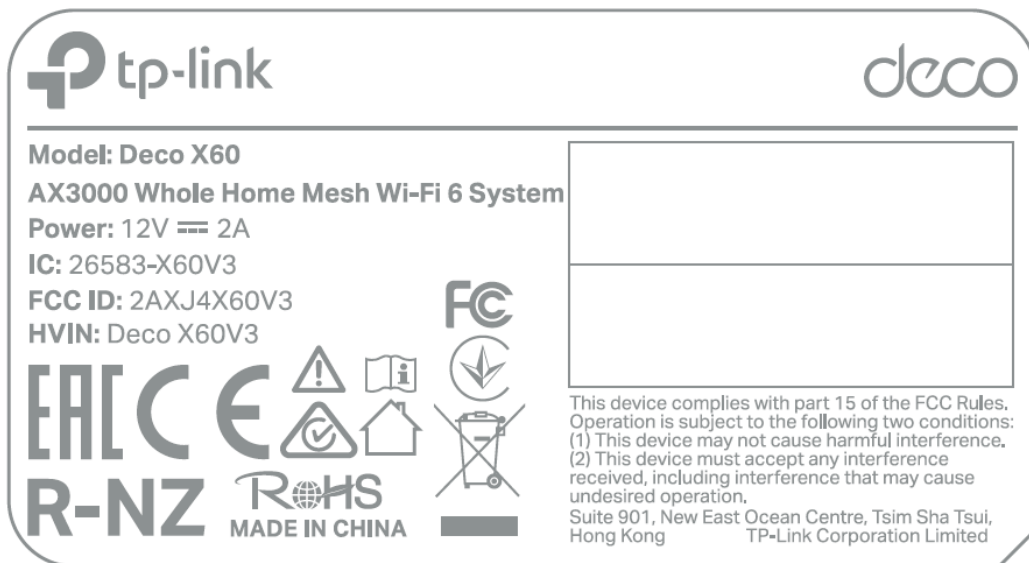 tp-link
deco
Model: Deco X60
AX3000 Whole Home Mesh Wi-Fi 6 System
Power: 12V ⎓ 2A
IC: 26583-X60V3
FCC ID: 2AXJ4X60V3
HVIN: Deco X60V3
FC
EAC CE
R-NZ
RoHS
MADE IN CHINA
This device complies with part 15 of the FCC Rules.
Operation is subject to the following two conditions:
(1) This device may not cause harmful interference.
(2) This device must accept any interference
received, including interference that may cause
undesired operation.
Suite 901, New East Ocean Centre, Tsim Sha Tsui,
Hong Kong TP-Link Corporation Limited